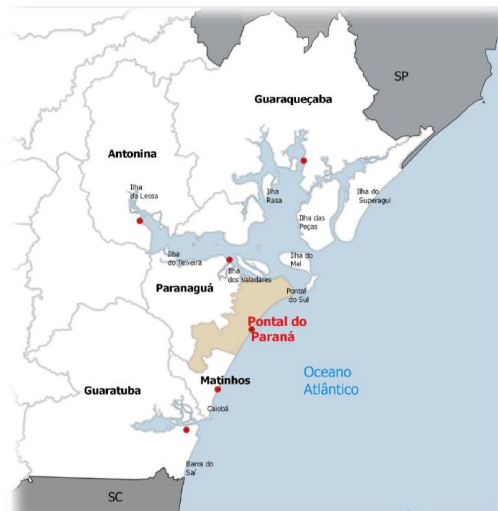 SP
Guaraqueçaba
Antonina
Ilha
do Lessa
Ilha
Rasa
Ilha do
Superagui
Ilha das
Peças
Ilha
do Teixeira
Ilha do
Mel
Ilha
dos Valadares
Paranaguá
Pontal
do Sul
Pontal do
Paraná
Oceano
Atlântico
Matinhos
Guaratuba
Caiobá
Barra do
Saí
SC